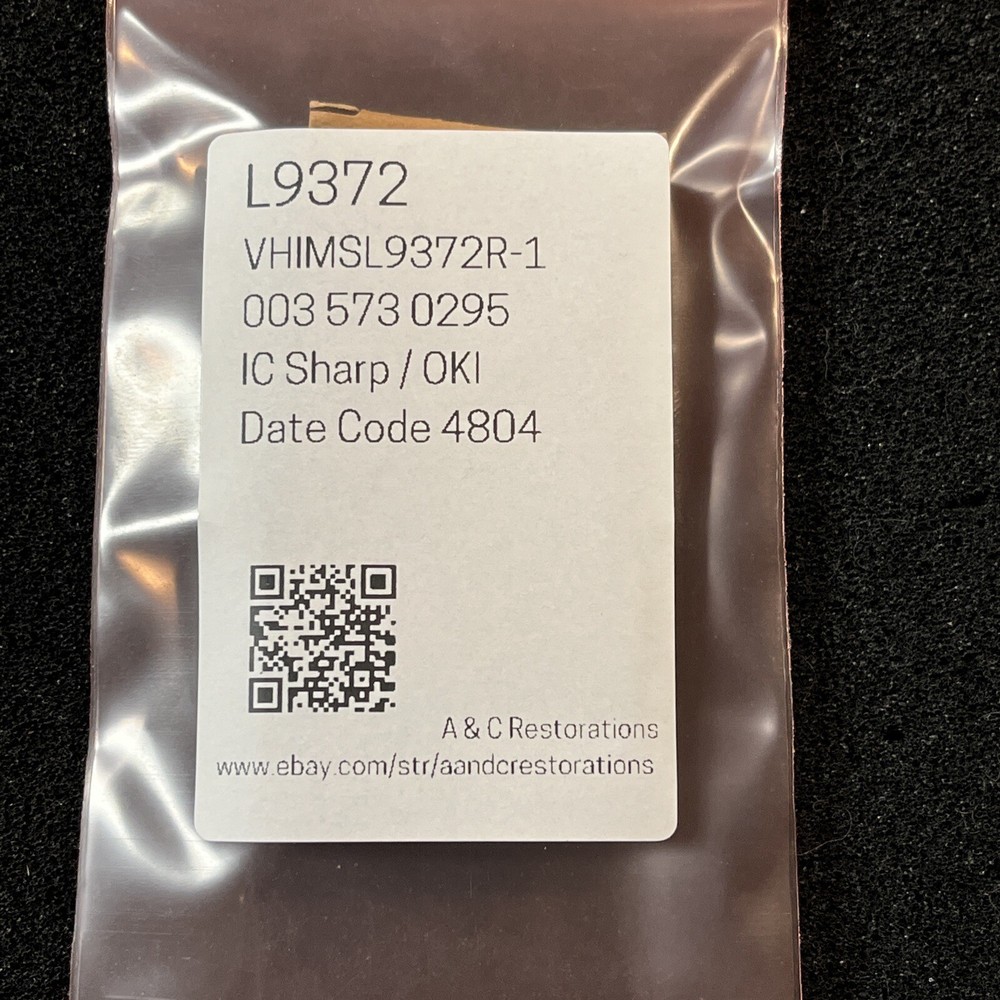 L9372
VHIMSL9372R-1
003 573 0295
IC Sharp / OKI
Date Code 4804
A & C Restorations
www.ebay.com/str/aandcrestorations